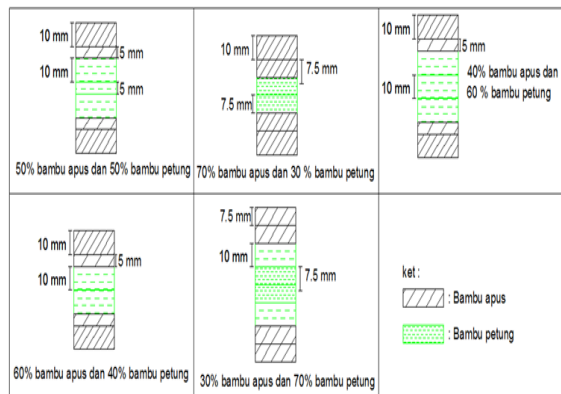 10 mm
5 mm
10 mm
5 mm
50% bambu apus dan 50% bambu petung
10 mm
7.5 mm
7.5 mm
70% bambu apus dan 30 % bambu petung
10 mm
5 mm
40% bambu apus dan
60 % bambu petung
10 mm
10 mm
5 mm
10 mm
60% bambu apus dan 40% bambu petung
7.5 mm
10 mm
7.5 mm
30% bambu apus dan 70% bambu petung
ket :
: Bambu apus
: Bambu petung